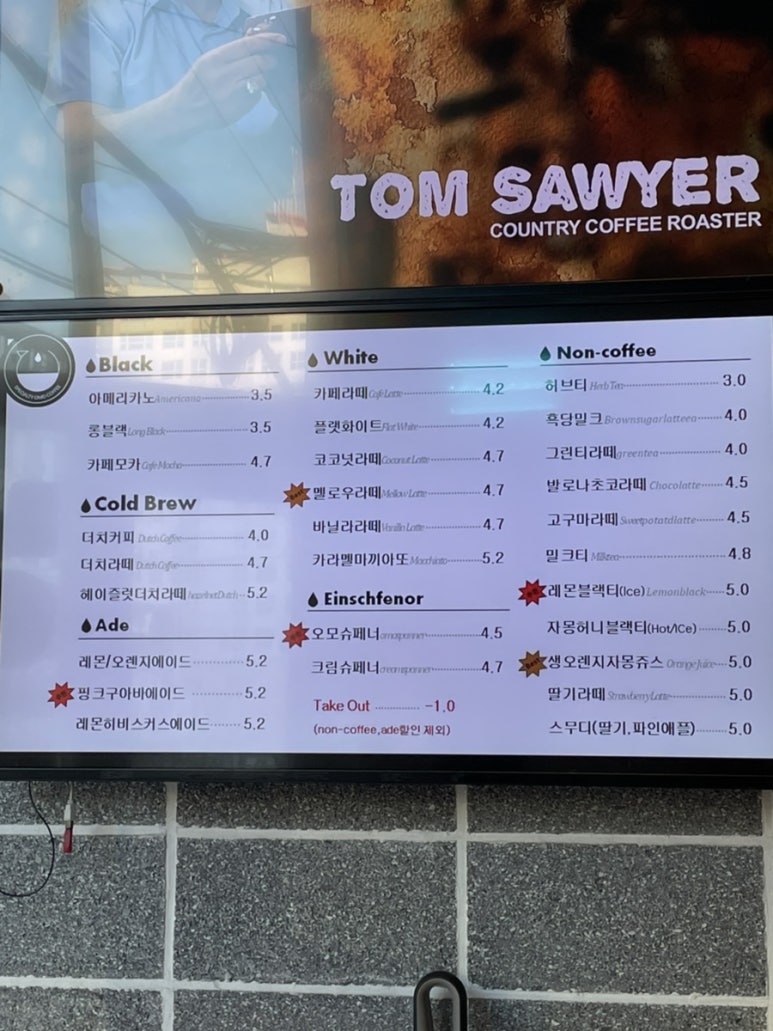 TOM SAWYER
COUNTRY COFFEE ROASTER
Black
아메리카노 Americano 3.5
롱블랙 Long Black 3.5
카페모카 Cafe Mocha 4.7
Cold Brew
더치커피 Dutch Coffee 4.0
더치라떼 Dutch Coffee 4.7
헤이즐럿더치라떼 hazelnet Dutch 5.2
Ade
레몬/오렌지에이드 5.2
핑크구아바에이드 5.2
레몬히비스커스에이드 5.2
White
카페라떼 Cafe Latte 4.2
플랫화이트 Flat White 4.2
코코넛라떼 Coconut Latte 4.7
Best 멜로우라떼 Mellow Latte 4.7
바닐라라떼 Vanilla Latte 4.7
카라멜마끼아또 Macchiato 5.2
Einschfenor
오모슈페너 4.5
크림슈페너 4.7
Take Out -1.0
(non-coffee,ade할인 제외)
Non-coffee
허브티 Herb Tea 3.0
흑당밀크 Brownsugarlatteea 4.0
그린티라떼 greentea 4.0
발로나초코라떼 Chocolatte 4.5
고구마라떼 Sweetpotatdlatte 4.5
밀크티 Milktea 4.8
레몬블랙티(Ice) Lemonblack 5.0
자몽허니블랙티(Hot/ICe) 5.0
Best 생오렌지자몽쥬스 Orange Juice 5.0
딸기라떼 Strawberry Latte 5.0
스무디(딸기,파인애플) 5.0